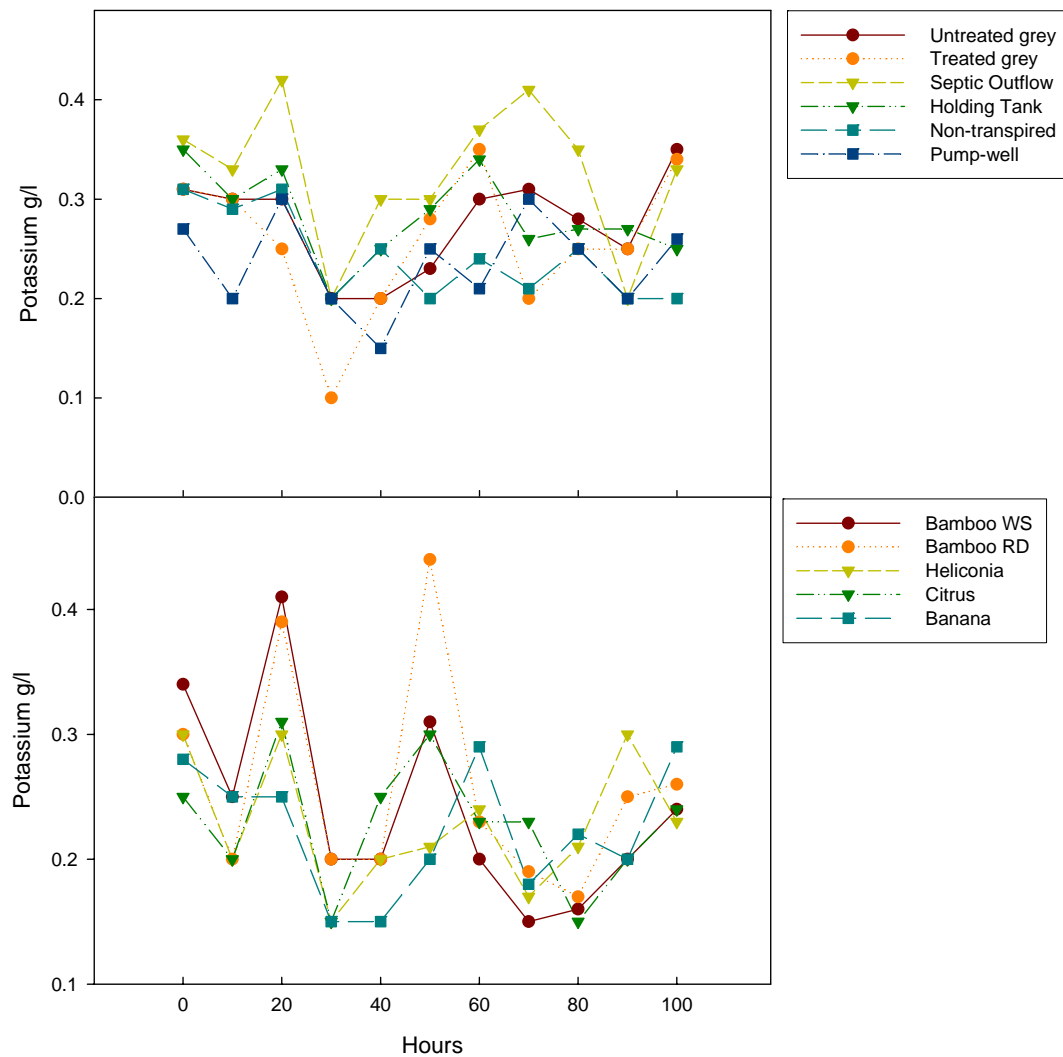 Untreated grey
Treated grey
Septic Outflow
Holding Tank
Non-transpired
Pump-well
Potassium g/l
0.4
0.3
0.2
0.1
0.0
Bamboo WS
Bamboo RD
Heliconia
Citrus
Banana
Potassium g/l
0.4
0.3
0.2
0.1
0 20 40 60 80 100
Hours